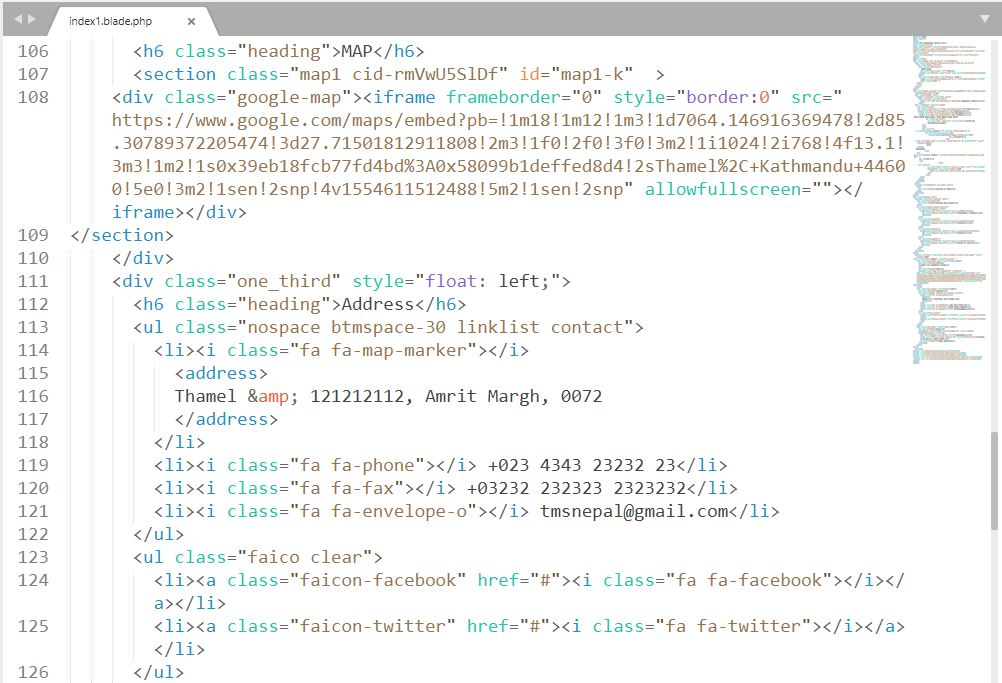 index1.blade.php ×
106 <h6 class="heading">MAP</h6>
107 <section class="map1 cid-rmVwU5SlDf" id="map1-k"  >
108 <div class="google-map"><iframe frameborder="0" style="border:0" src="
https://www.google.com/maps/embed?pb=!1m18!1m12!1m3!1d7064.146916369478!2d85
.30789372205474!3d27.71501812911808!2m3!1f0!2f0!3f0!3m2!1i1024!2i768!4f13.1!
3m3!1m2!1s0x39eb18fcb77fd4bd%3A0x58099b1deffed8d4!2sThamel%2C+Kathmandu+4460
0!5e0!3m2!1sen!2snp!4v1554611512488!5m2!1sen!2snp" allowfullscreen=""></
iframe></div>
109 </section>
110 </div>
111 <div class="one_third" style="float: left;">
112 <h6 class="heading">Address</h6>
113 <ul class="nospace btmspace-30 linklist contact">
114 <li><i class="fa fa-map-marker"></i>
115 <address>
116 Thamel &amp; 121212112, Amrit Margh, 0072
117 </address>
118 </li>
119 <li><i class="fa fa-phone"></i> +023 4343 23232 23</li>
120 <li><i class="fa fa-fax"></i> +03232 232323 2323232</li>
121 <li><i class="fa fa-envelope-o"></i> tmsnepal@gmail.com</li>
122 </ul>
123 <ul class="faico clear">
124 <li><a class="faicon-facebook" href="#"><i class="fa fa-facebook"></i></
a></li>
125 <li><a class="faicon-twitter" href="#"><i class="fa fa-twitter"></i></a>
</li>
126 </ul>